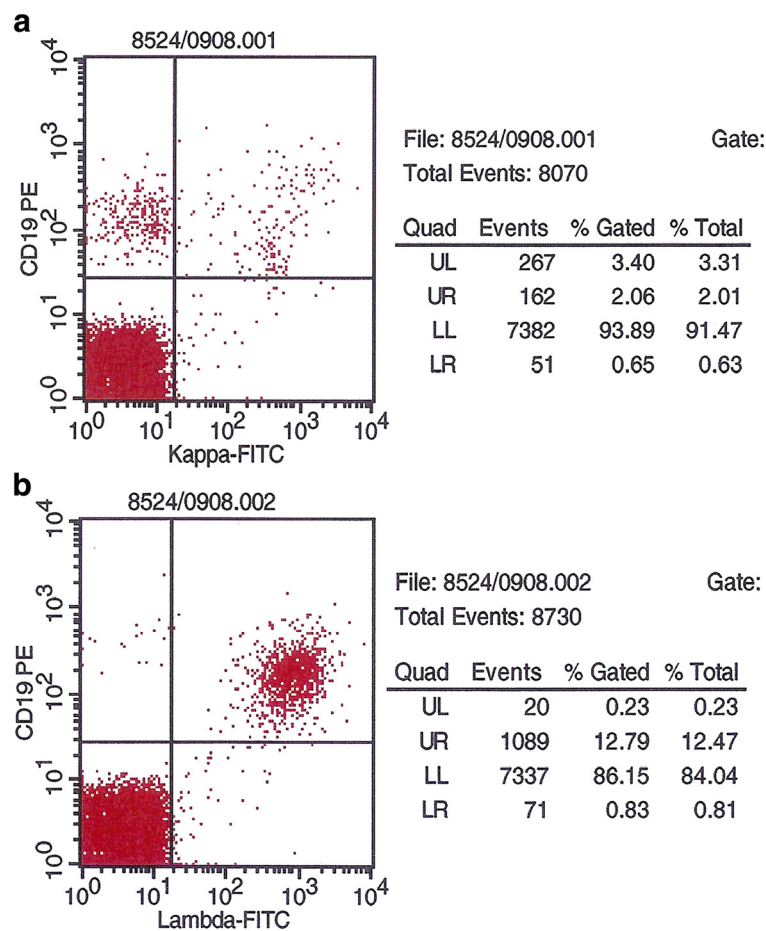 a
8524/0908.001
10^4
10^3
10^2
10^1
10^0
CD19 PE
10^0 10^1 10^2 10^3 10^4
Kappa-FITC
File: 8524/0908.001 Gate:
Total Events: 8070
Quad Events % Gated % Total
UL 267 3.40 3.31
UR 162 2.06 2.01
LL 7382 93.89 91.47
LR 51 0.65 0.63
b
8524/0908.002
10^4
10^3
10^2
10^1
10^0
CD19 PE
10^0 10^1 10^2 10^3 10^4
Lambda-FITC
File: 8524/0908.002 Gate:
Total Events: 8730
Quad Events % Gated % Total
UL 20 0.23 0.23
UR 1089 12.79 12.47
LL 7337 86.15 84.04
LR 71 0.83 0.81